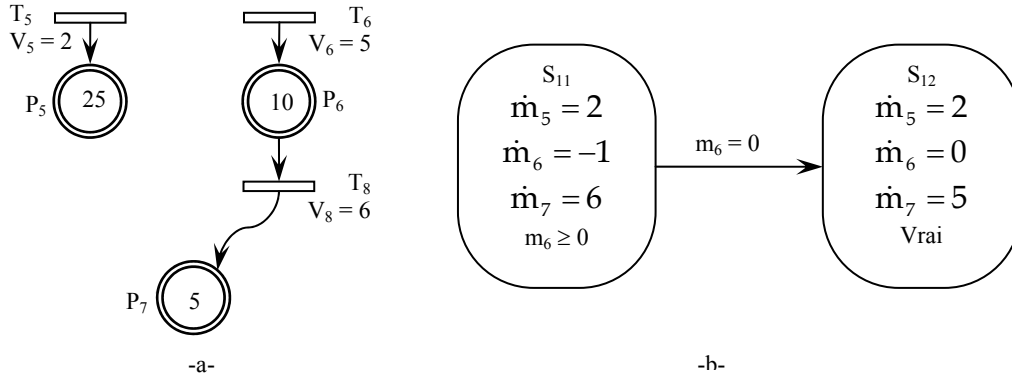 T₅
V₅ = 2
T₆
V₆ = 5
P₅
25
10
P₆
T₈
V₈ = 6
P₇
5
-a-
S₁₁
ṁ₅ = 2
ṁ₆ = −1
ṁ₇ = 6
m₆ ≥ 0
m₆ = 0
S₁₂
ṁ₅ = 2
ṁ₆ = 0
ṁ₇ = 5
Vrai
-b-